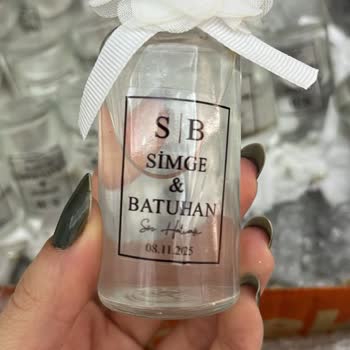 S | B
SİMGE
&
BATUHAN
Söz Hatırası
08.11.2025